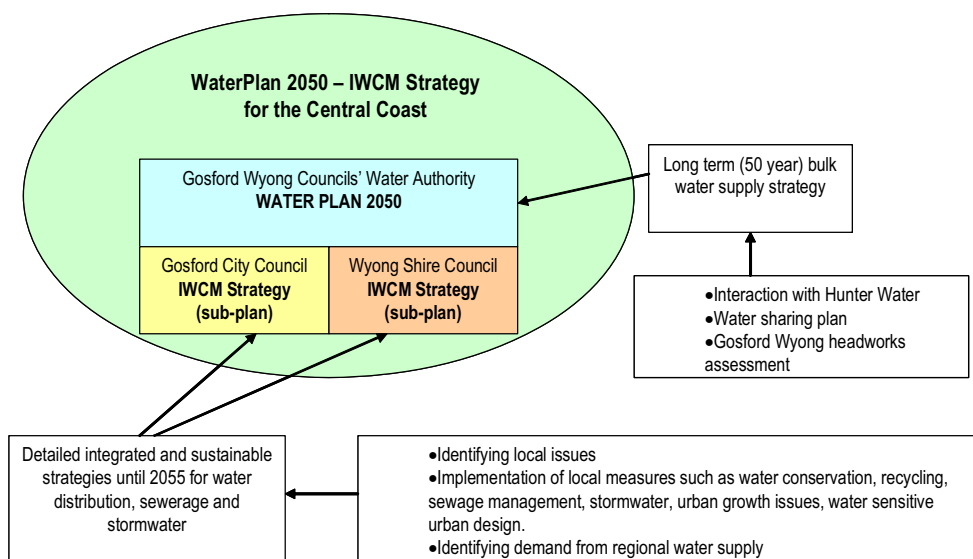 WaterPlan 2050 – IWCM Strategy
for the Central Coast
Gosford Wyong Councils' Water Authority
WATER PLAN 2050
Gosford City Council
IWCM Strategy
(sub-plan)
Wyong Shire Council
IWCM Strategy
(sub-plan)
Long term (50 year) bulk
water supply strategy
•Interaction with Hunter Water
•Water sharing plan
•Gosford Wyong headworks
assessment
Detailed integrated and sustainable
strategies until 2055 for water
distribution, sewerage and
stormwater
•Identifying local issues
•Implementation of local measures such as water conservation, recycling,
sewage management, stormwater, urban growth issues, water sensitive
urban design.
•Identifying demand from regional water supply